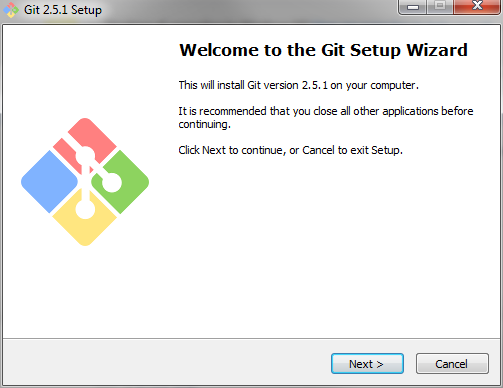 Git 2.5.1 Setup
Welcome to the Git Setup Wizard
This will install Git version 2.5.1 on your computer.
It is recommended that you close all other applications before
continuing.
Click Next to continue, or Cancel to exit Setup.
Next >
Cancel